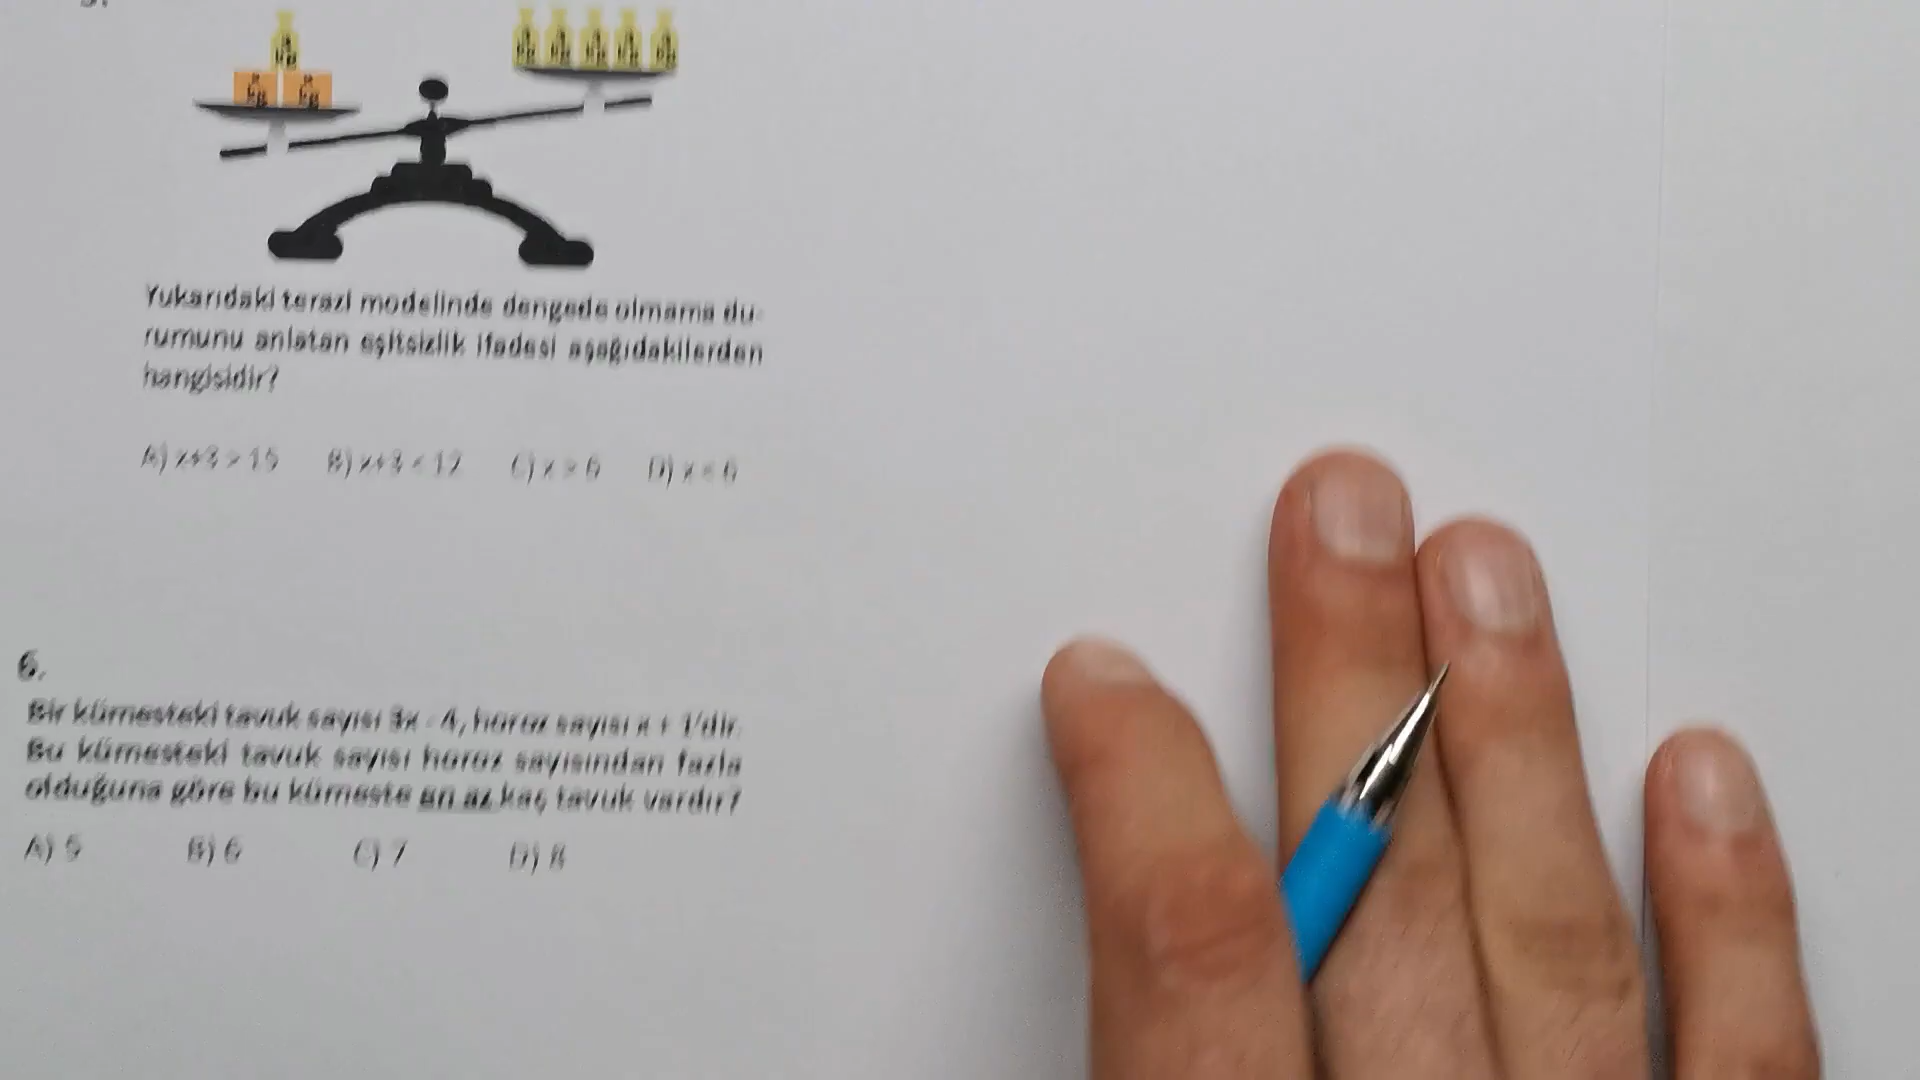 Yukarıdaki terazi modelinde dengede olmama du-
rumunu anlatan eşitsizlik ifadesi aşağıdakilerden
hangisidir?
A) x+3 > 15 B) x+3 < 12 C) x > 6 D) x < 6
6.
Bir kümesteki tavuk sayısı 3x - 4, horoz sayısı x + 1'dir.
Bu kümesteki tavuk sayısı horoz sayısından fazla
olduğuna göre bu kümeste en az kaç tavuk vardır?
A) 5 B) 6 C) 7 D) 8